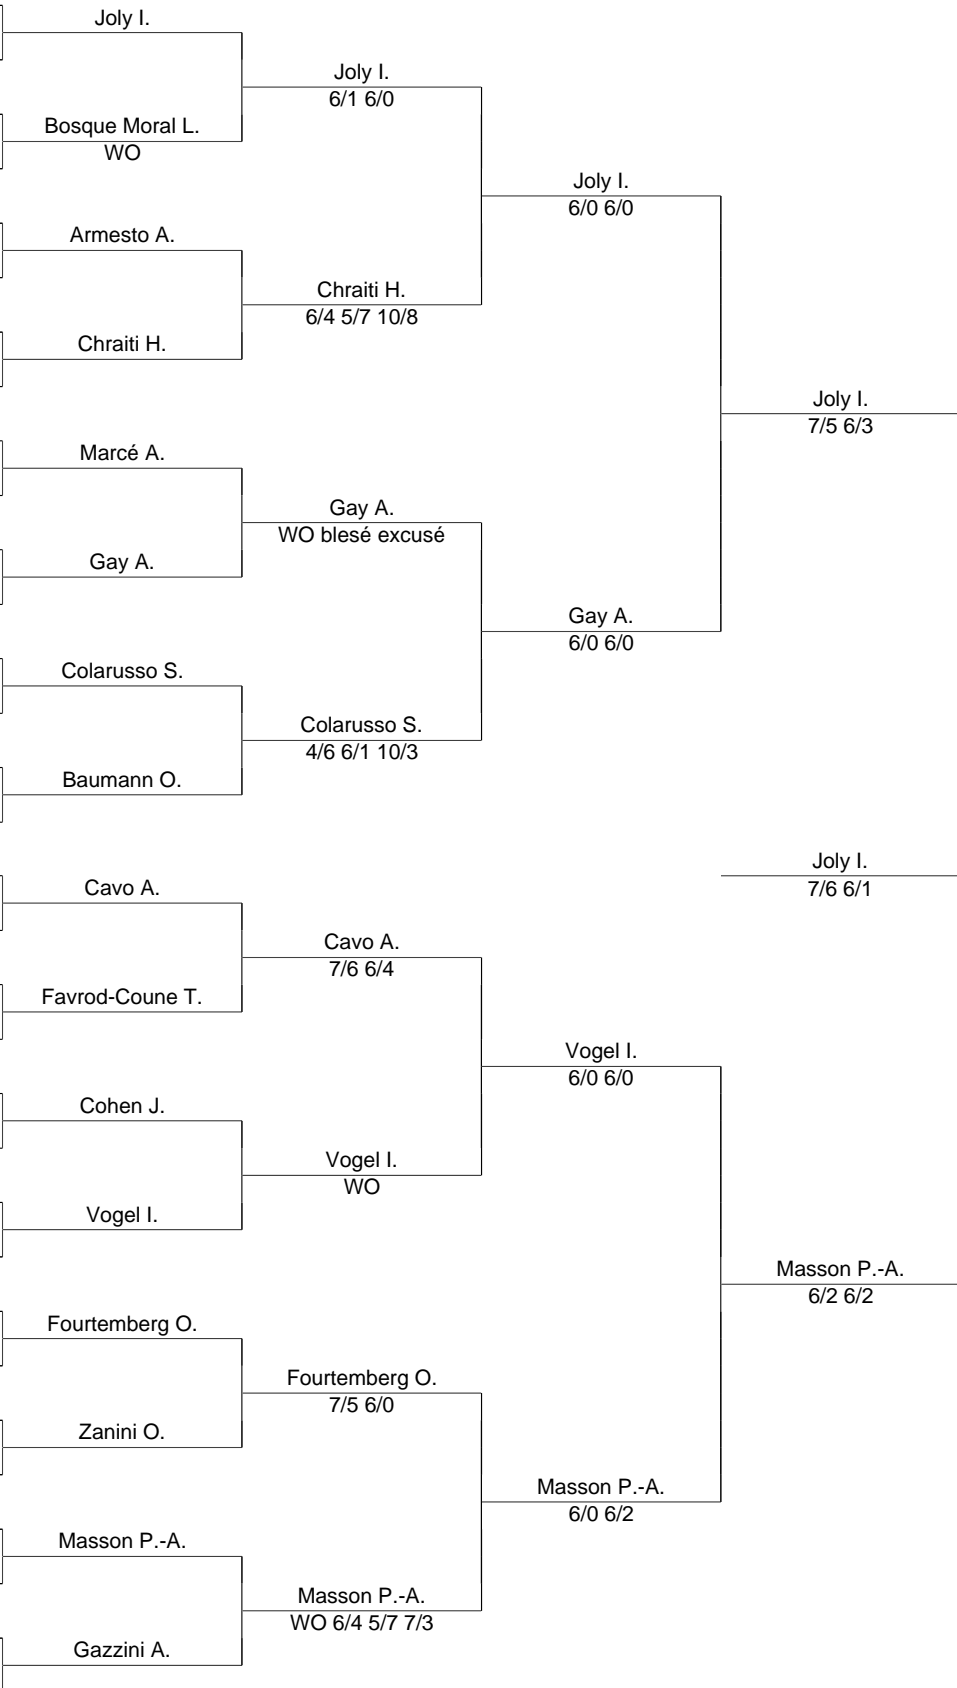 Joly I.
Joly I.
6/1 6/0
Bosque Moral L.
WO
Joly I.
6/0 6/0
Armesto A.
Chraiti H.
6/4 5/7 10/8
Chraiti H.
Joly I.
7/5 6/3
Marcé A.
Gay A.
WO blesé excusé
Gay A.
Gay A.
6/0 6/0
Colarusso S.
Colarusso S.
4/6 6/1 10/3
Baumann O.
Joly I.
7/6 6/1
Cavo A.
Cavo A.
7/6 6/4
Favrod-Coune T.
Vogel I.
6/0 6/0
Cohen J.
Vogel I.
WO
Vogel I.
Masson P.-A.
6/2 6/2
Fourtemberg O.
Fourtemberg O.
7/5 6/0
Zanini O.
Masson P.-A.
6/0 6/2
Masson P.-A.
Masson P.-A.
WO 6/4 5/7 7/3
Gazzini A.